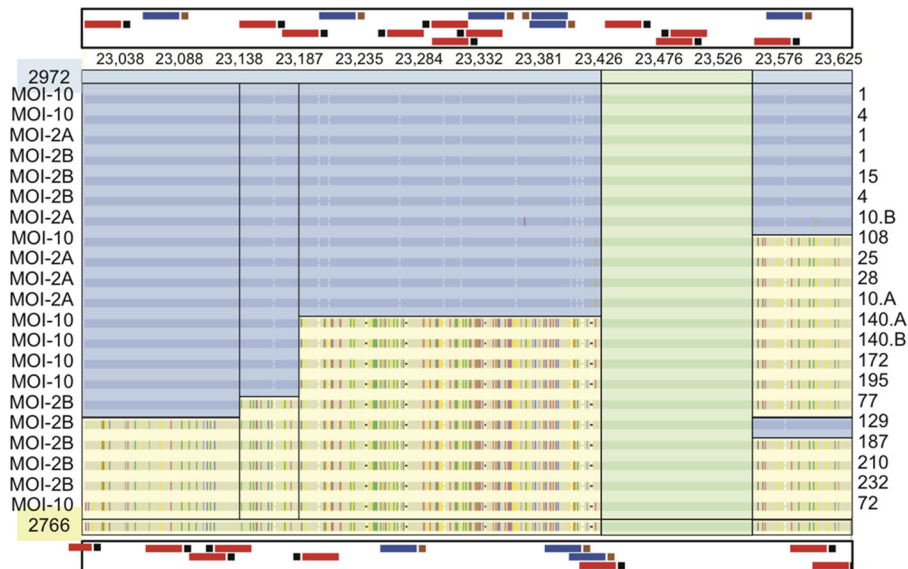 23,038 23,088 23,138 23,187 23,235 23,284 23,332 23,381 23,426 23,476 23,526 23,576 23,625
2972
MOI-10 1
MOI-10 4
MOI-2A 1
MOI-2B 1
MOI-2B 15
MOI-2B 4
MOI-2A 10.B
MOI-10 108
MOI-2A 25
MOI-2A 28
MOI-2A 10.A
MOI-10 140.A
MOI-10 140.B
MOI-10 172
MOI-10 195
MOI-2B 77
MOI-2B 129
MOI-2B 187
MOI-2B 210
MOI-2B 232
MOI-10 72
2766